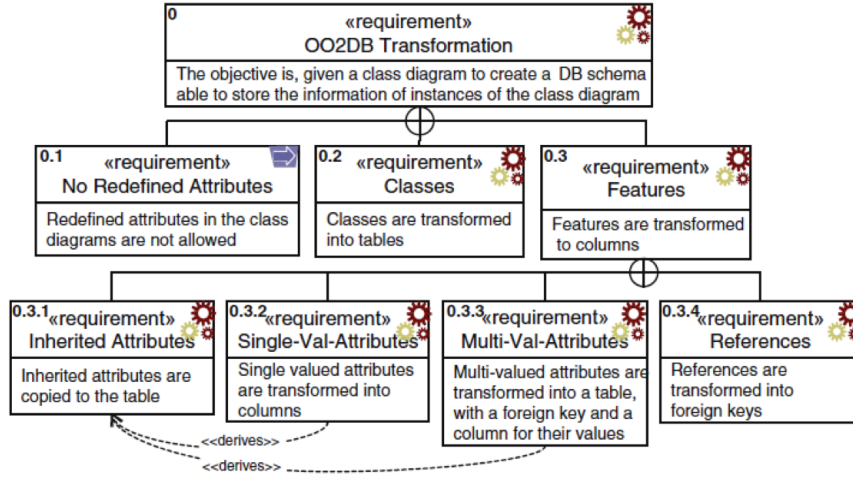 0
«requirement»
OO2DB Transformation
The objective is, given a class diagram to create a DB schema
able to store the information of instances of the class diagram
0.1
«requirement»
No Redefined Attributes
Redefined attributes in the class
diagrams are not allowed
0.2
«requirement»
Classes
Classes are transformed
into tables
0.3
«requirement»
Features
Features are transformed
to columns
0.3.1
«requirement»
Inherited Attributes
Inherited attributes are
copied to the table
0.3.2
«requirement»
Single-Val-Attributes
Single valued attributes
are transformed into
columns
0.3.3
«requirement»
Multi-Val-Attributes
Multi-valued attributes are
transformed into a table,
with a foreign key and a
column for their values
0.3.4
«requirement»
References
References are
transformed into
foreign keys
<<derives>>
<<derives>>